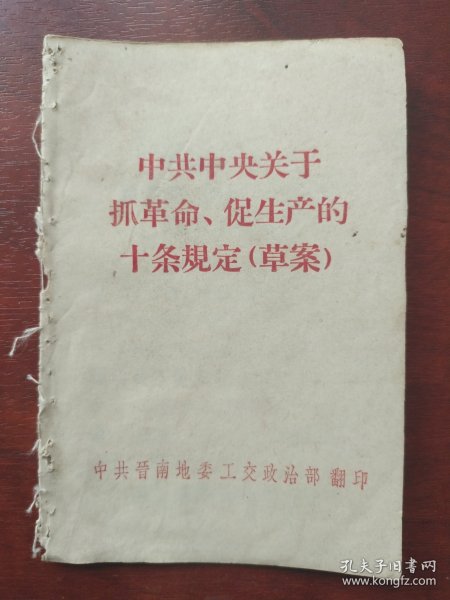 中共中央关于
抓革命、促生产的
十条規定(草案)
中共晉南地委工交政治部翻印
孔夫子旧书网
www.kongfz.com